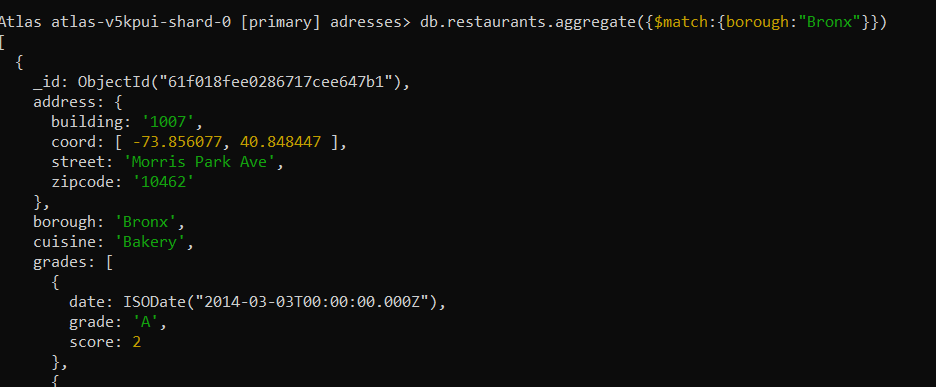 Atlas atlas-v5kpui-shard-0 [primary] adresses> db.restaurants.aggregate({$match:{borough:"Bronx"}})
[
  {
    _id: ObjectId("61f018fee0286717cee647b1"),
    address: {
      building: '1007',
      coord: [ -73.856077, 40.848447 ],
      street: 'Morris Park Ave',
      zipcode: '10462'
    },
    borough: 'Bronx',
    cuisine: 'Bakery',
    grades: [
      {
        date: ISODate("2014-03-03T00:00:00.000Z"),
        grade: 'A',
        score: 2
      },
      {